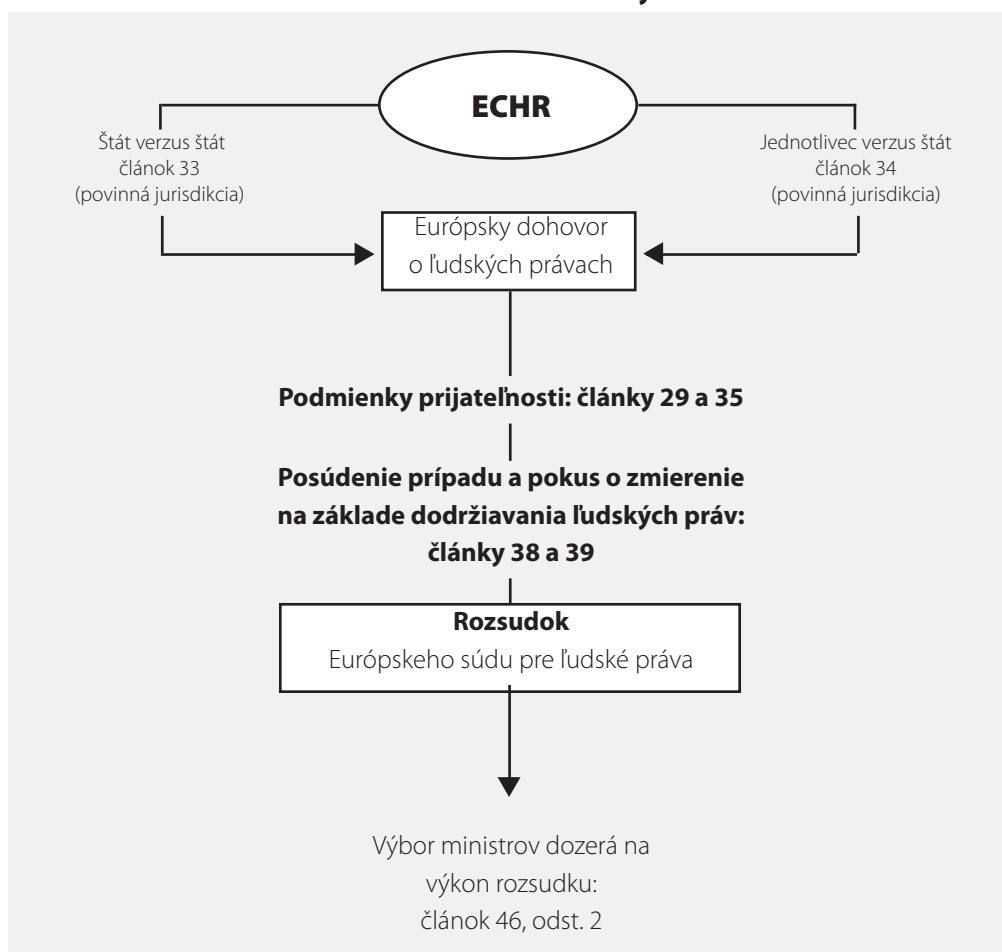 ECHR
Štát verzus štát
článok 33
(povinná jurisdikcia)
Jednotlivec verzus štát
článok 34
(povinná jurisdikcia)
Európsky dohovor
o ľudských právach
Podmienky prijateľnosti: články 29 a 35
Posúdenie prípadu a pokus o zmierenie
na základe dodržiavania ľudských práv:
články 38 a 39
Rozsudok
Európskeho súdu pre ľudské práva
Výbor ministrov dozerá na
výkon rozsudku:
článok 46, odst. 2